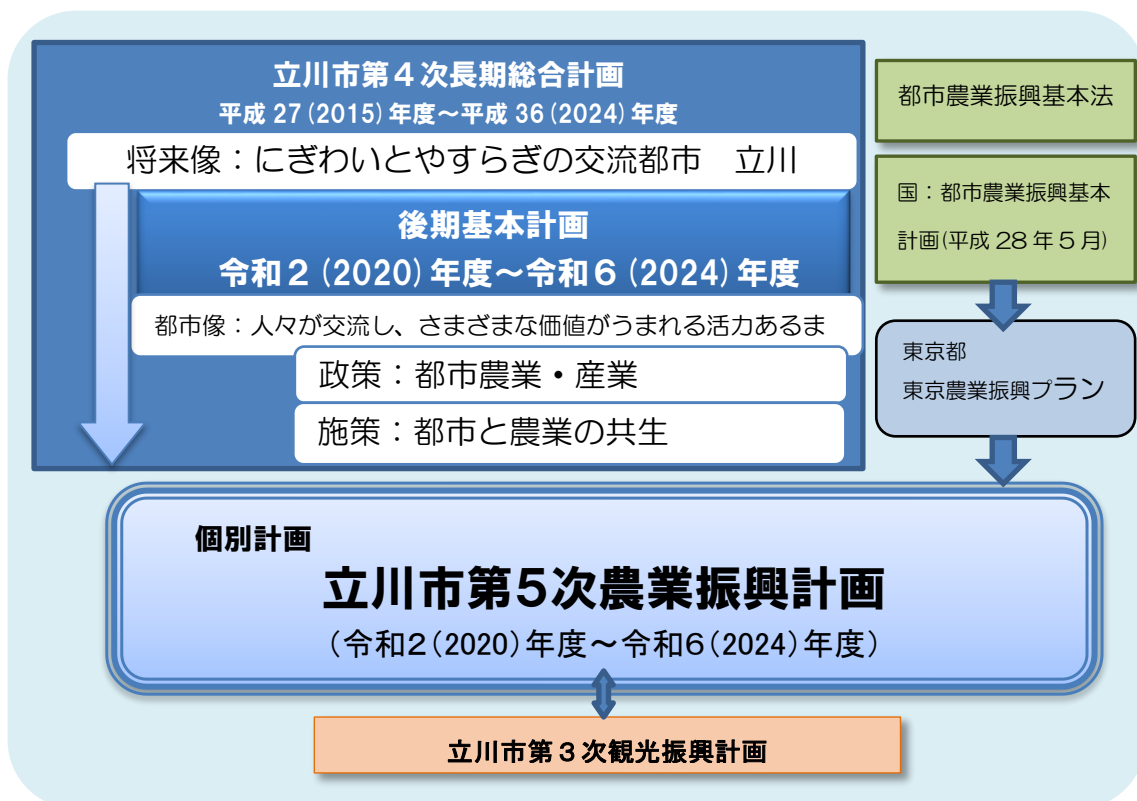 立川市第４次長期総合計画
平成 27（2015）年度～平成 36（2024）年度
将来像：にぎわいとやすらぎの交流都市　立川
後期基本計画
令和２（2020）年度～令和６（2024）年度
都市像：人々が交流し、さまざまな価値がうまれる活力あるま
政策：都市農業・産業
施策：都市と農業の共生
都市農業振興基本法
国：都市農業振興基本
計画(平成 28 年 5 月)
東京都
東京農業振興プラン
個別計画
立川市第5次農業振興計画
（令和2(2020)年度～令和6(2024)年度）
立川市第３次観光振興計画